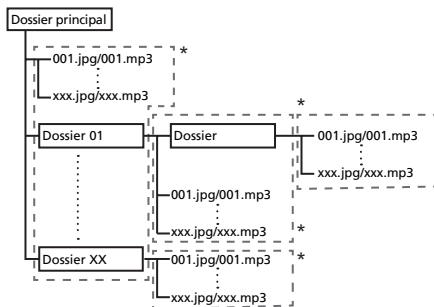 Dossier principal
001.jpg/001.mp3
*
xxx.jpg/xxx.mp3
*
Dossier 01
Dossier
001.jpg/001.mp3
xxx.jpg/xxx.mp3
001.jpg/001.mp3
xxx.jpg/xxx.mp3
*
Dossier XX
001.jpg/001.mp3
*
xxx.jpg/xxx.mp3